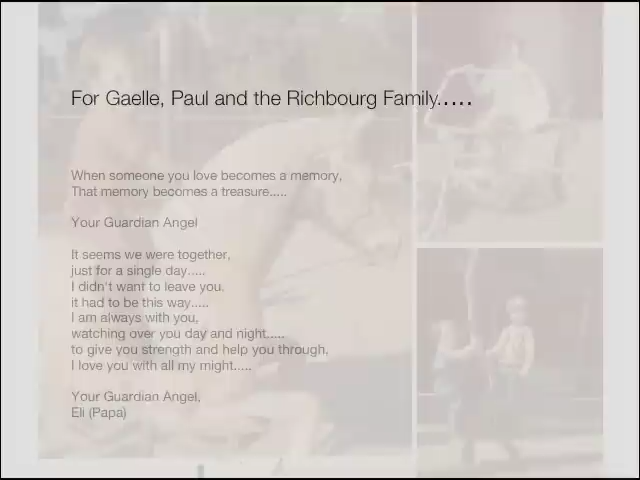 For Gaelle, Paul and the Richbourg Family.....
When someone you love becomes a memory,
That memory becomes a treasure.....
Your Guardian Angel
It seems we were together,
just for a single day.....
I didn't want to leave you,
it had to be this way.....
I am always with you,
watching over you day and night.....
to give you strength and help you through,
I love you with all my might.....
Your Guardian Angel,
Eli (Papa)